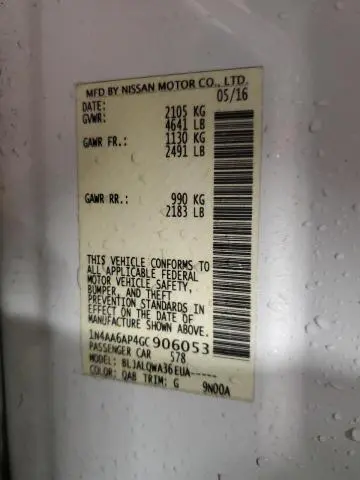 MFD BY NISSAN MOTOR CO., LTD.
DATE: 05/16
GVWR: 2105 KG
4641 LB
GAWR FR.: 1130 KG
2491 LB
GAWR RR.: 990 KG
2183 LB
THIS VEHICLE CONFORMS TO
ALL APPLICABLE FEDERAL
MOTOR VEHICLE SAFETY,
BUMPER, AND THEFT
PREVENTION STANDARDS IN
EFFECT ON THE DATE OF
MANUFACTURE SHOWN ABOVE.
1N4AA6AP4GC906053
PASSENGER CAR 578
MODEL: BLJALQWA36EUA-----
COLOR: QAB TRIM: G 9N00A